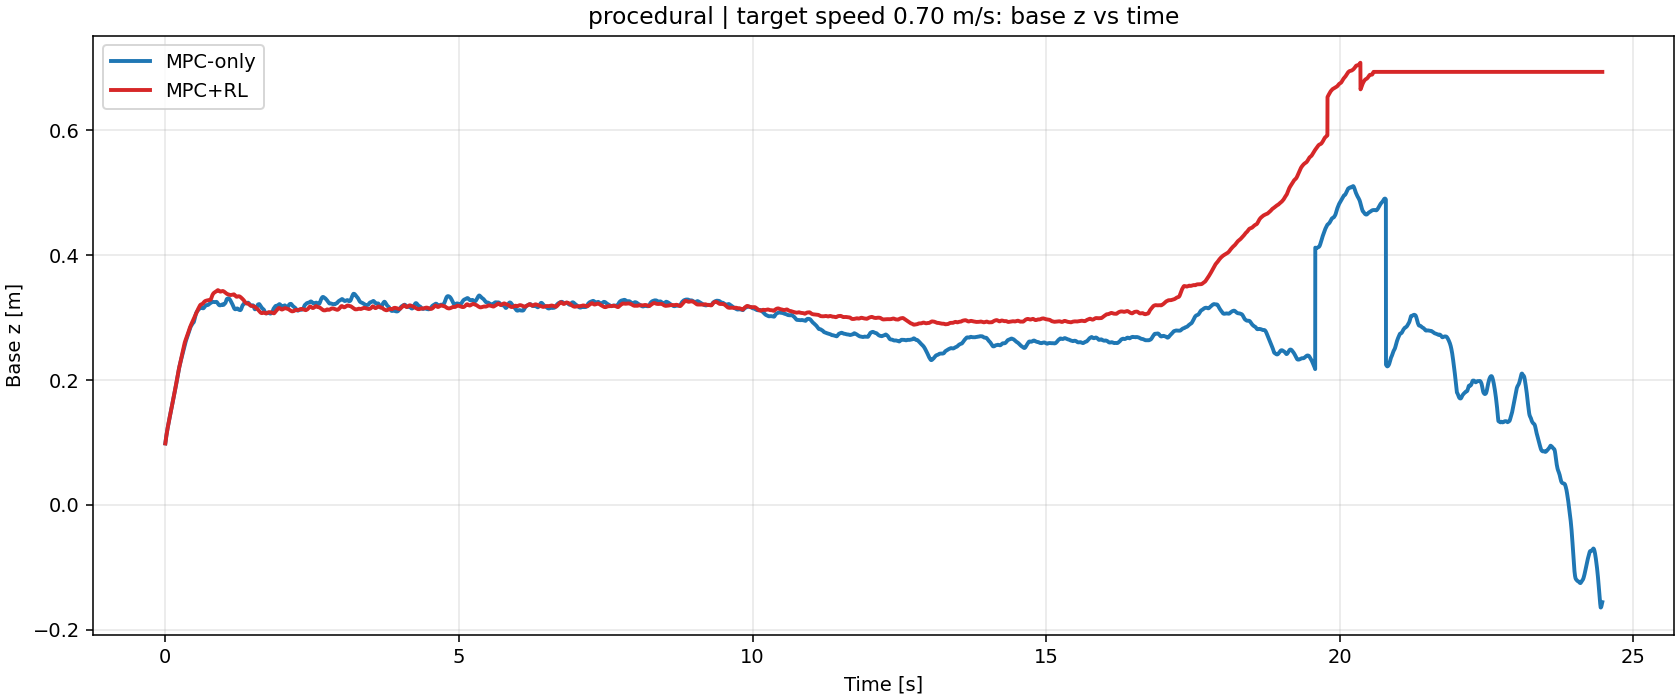 procedural | target speed 0.70 m/s: base z vs time
MPC-only
MPC+RL
Base z [m]
0.6
0.4
0.2
0.0
−0.2
0
5
10
15
20
25
Time [s]